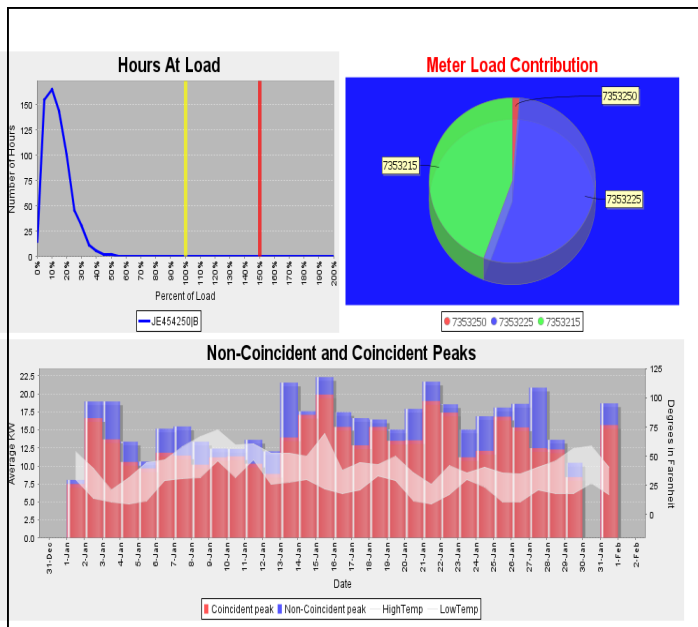 Hours At Load
Number of Hours
150
125
100
75
50
25
0
0%
10%
20%
30%
40%
50%
60%
70%
80%
90%
100%
110%
120%
130%
140%
150%
160%
170%
180%
190%
200%
Percent of Load
JE454250|B
Meter Load Contribution
7353250
7353215
7353225
7353250 7353225 7353215
Non-Coincident and Coincident Peaks
Average KW
22.5
20.0
17.5
15.0
12.5
10.0
7.5
5.0
2.5
0.0
125
100
75
50
25
0
Degrees in Farenheit
31-Dec
1-Jan
2-Jan
3-Jan
4-Jan
5-Jan
6-Jan
7-Jan
8-Jan
9-Jan
10-Jan
11-Jan
12-Jan
13-Jan
14-Jan
15-Jan
16-Jan
17-Jan
18-Jan
19-Jan
20-Jan
21-Jan
22-Jan
23-Jan
24-Jan
25-Jan
26-Jan
27-Jan
28-Jan
29-Jan
30-Jan
31-Jan
1-Feb
2-Feb
Date
Coincident peak Non-Coincident peak HighTemp LowTemp